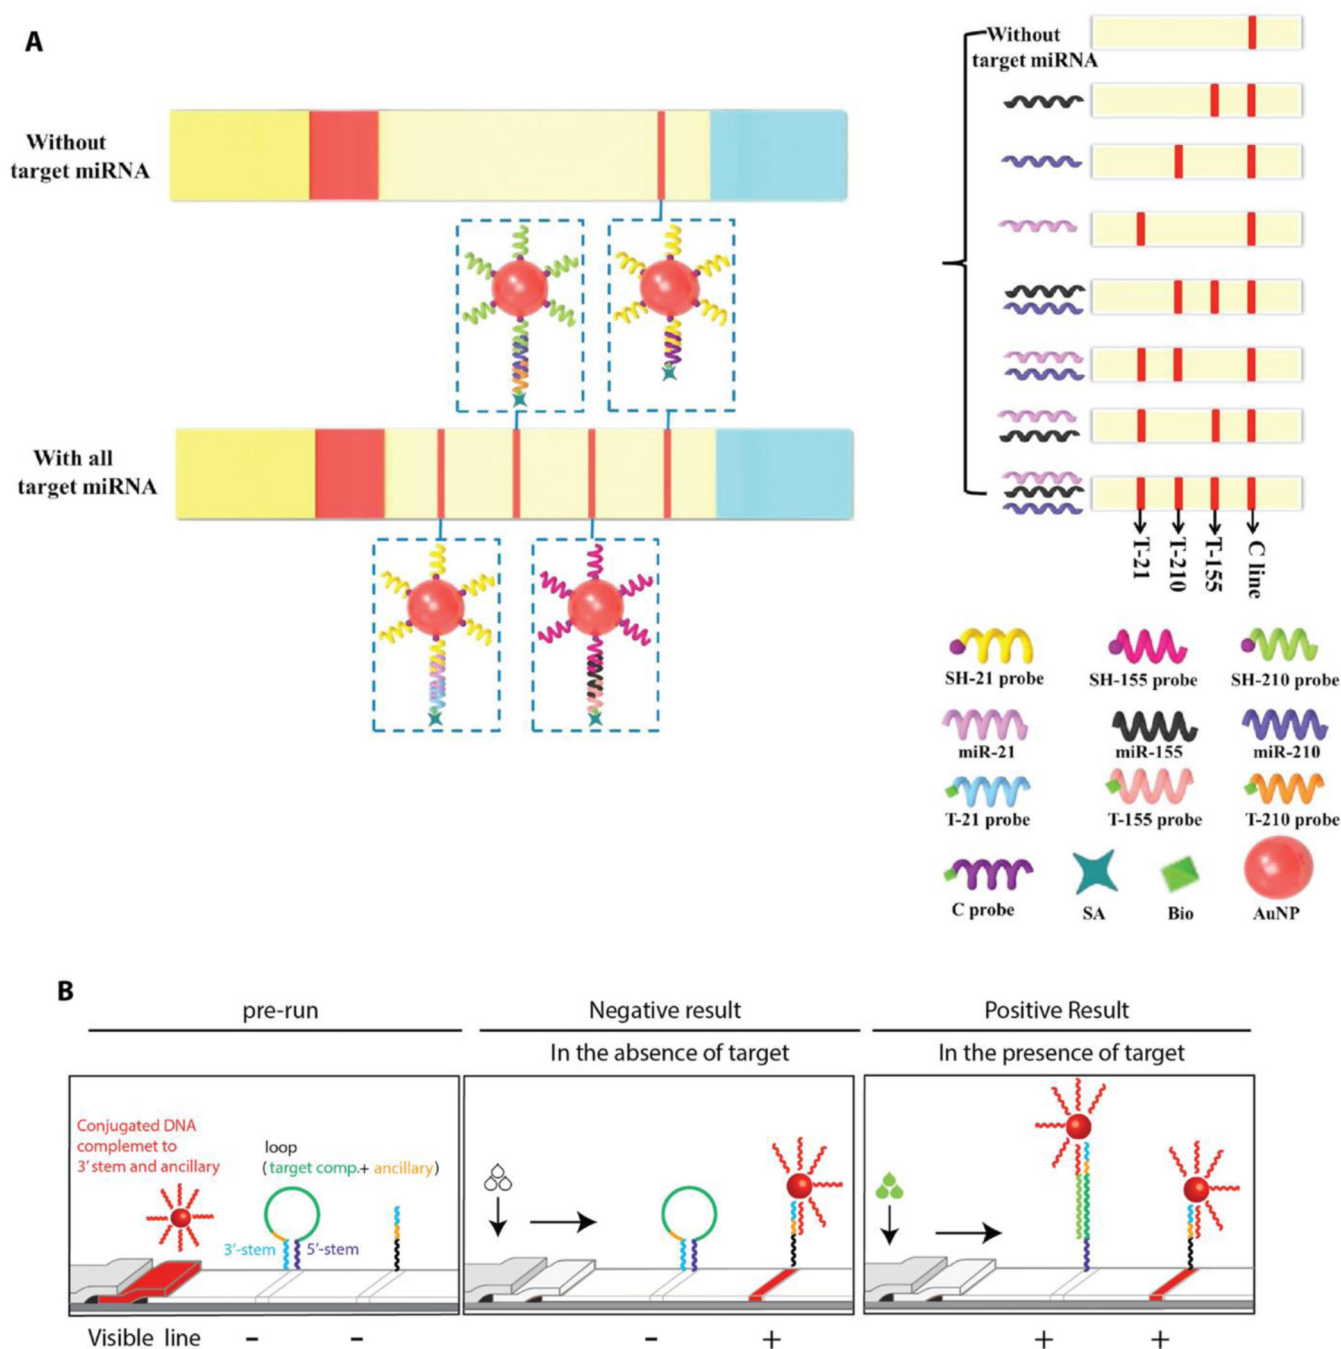 A
Without
target miRNA
With all
target miRNA
Without
target miRNA
T-21
T-210
T-155
C line
SH-21 probe
SH-155 probe
SH-210 probe
miR-21
miR-155
miR-210
T-21 probe
T-155 probe
T-210 probe
C probe
SA
Bio
AuNP
B
pre-run
Negative result
Positive Result
In the absence of target
In the presence of target
Conjugated DNA
complemet to
3' stem and ancillary
loop
(target comp.+ ancillary)
3'-stem
5'-stem
Visible line
- -
- +
+ +